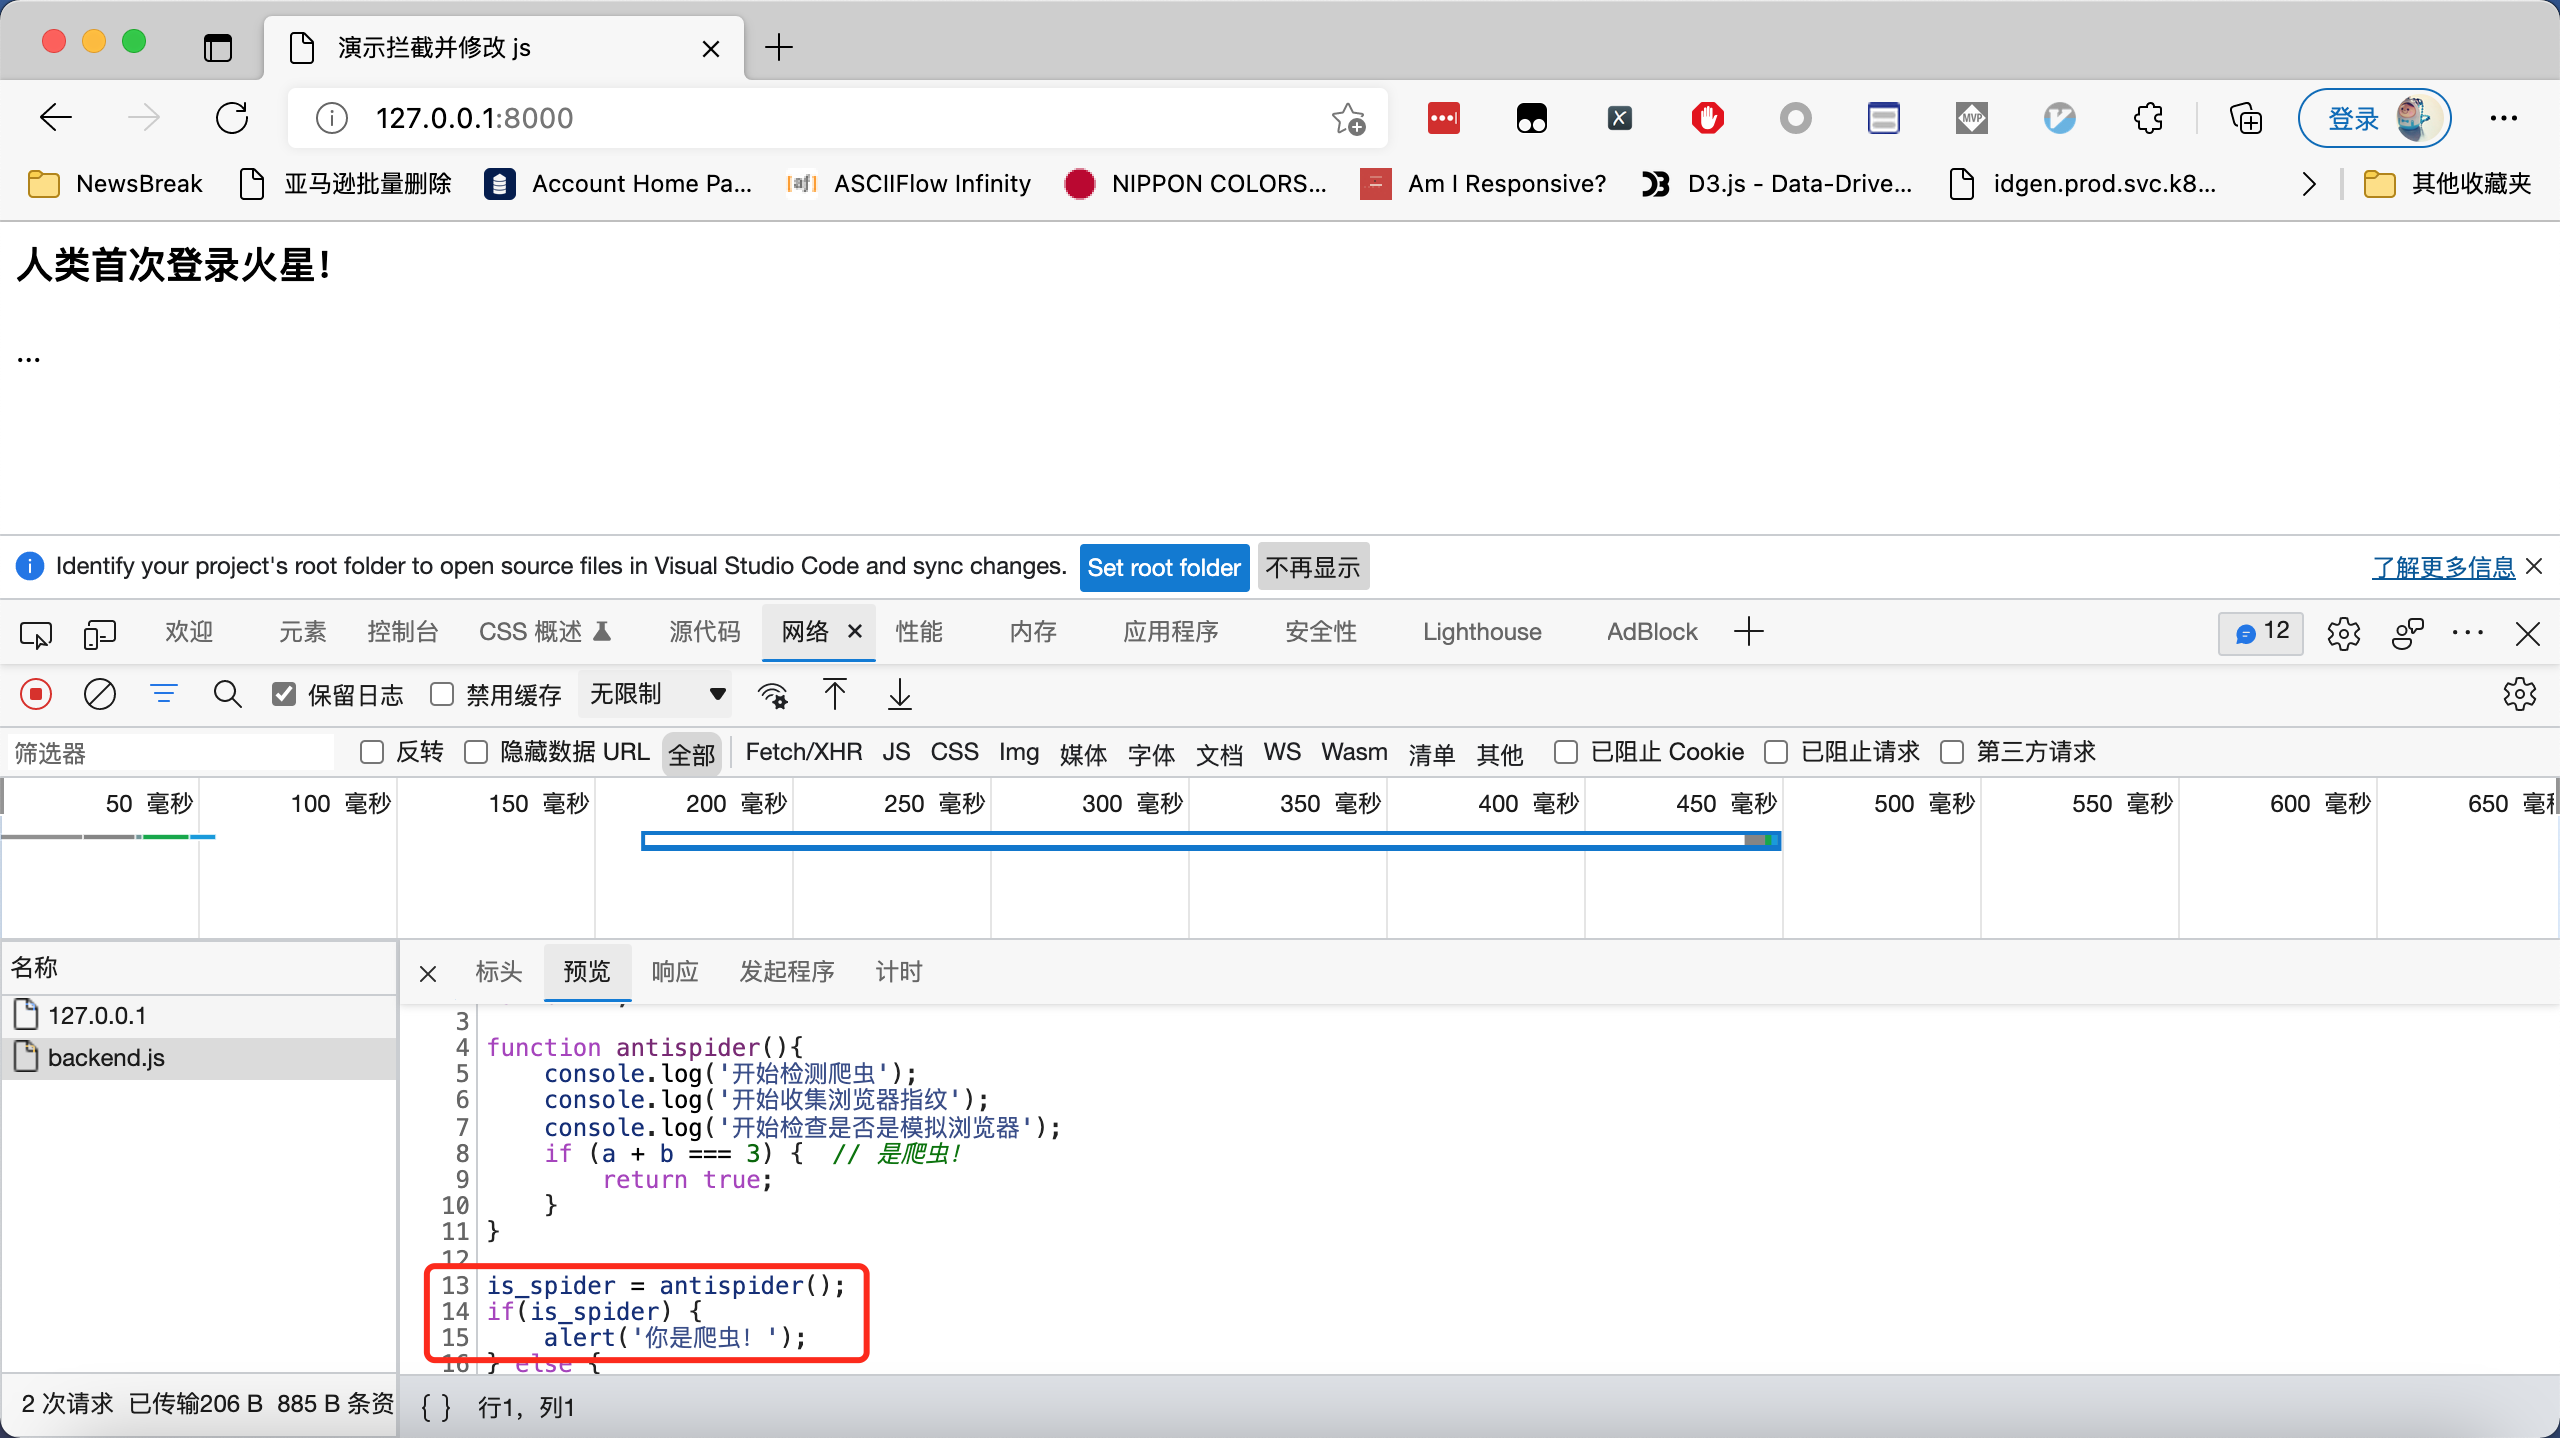 演示拦截并修改 js
127.0.0.1:8000
登录
NewsBreak 亚马逊批量删除 Account Home Pa... ASCIIFlow Infinity NIPPON COLORS... Am I Responsive? D3.js - Data-Drive... idgen.prod.svc.k8... 其他收藏夹
人类首次登录火星！
...
Identify your project's root folder to open source files in Visual Studio Code and sync changes. Set root folder 不再显示 了解更多信息
欢迎 元素 控制台 CSS 概述 源代码 网络 性能 内存 应用程序 安全性 Lighthouse AdBlock 12
保留日志 禁用缓存 无限制
筛选器 反转 隐藏数据 URL 全部 Fetch/XHR JS CSS Img 媒体 字体 文档 WS Wasm 清单 其他 已阻止 Cookie 已阻止请求 第三方请求
50 毫秒 100 毫秒 150 毫秒 200 毫秒 250 毫秒 300 毫秒 350 毫秒 400 毫秒 450 毫秒 500 毫秒 550 毫秒 600 毫秒 650 毫
名称
127.0.0.1
backend.js
2 次请求 已传输206 B 885 B 条资
标头 预览 响应 发起程序 计时
3
4 function antispider(){
5 console.log('开始检测爬虫');
6 console.log('开始收集浏览器指纹');
7 console.log('开始检查是否是模拟浏览器');
8 if (a + b === 3) { // 是爬虫！
9 return true;
10 }
11 }
12
13 is_spider = antispider();
14 if(is_spider) {
15 alert('你是爬虫！');
16 } else {
{ } 行1，列1